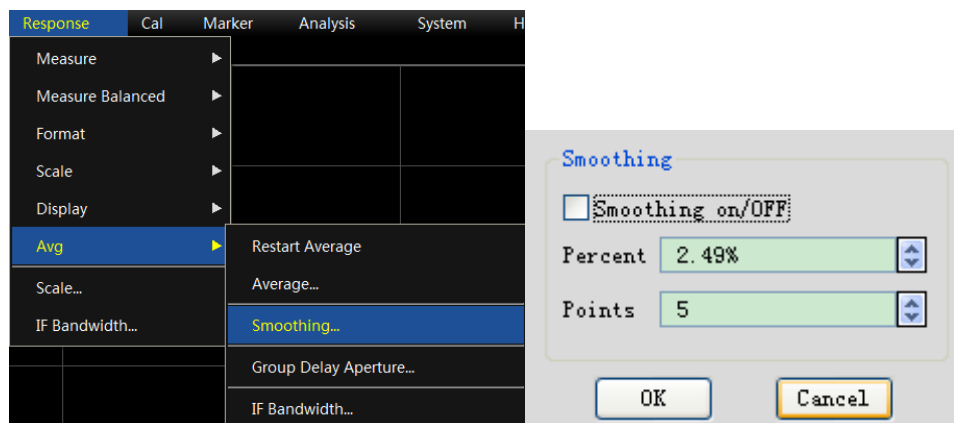 Response Cal Marker Analysis System H
Measure
Measure Balanced
Format
Scale
Display
Avg
Scale...
IF Bandwidth...
Restart Average
Average...
Smoothing...
Group Delay Aperture...
IF Bandwidth...
Smoothing
Smoothing on/OFF
Percent 2.49%
Points 5
OK Cancel